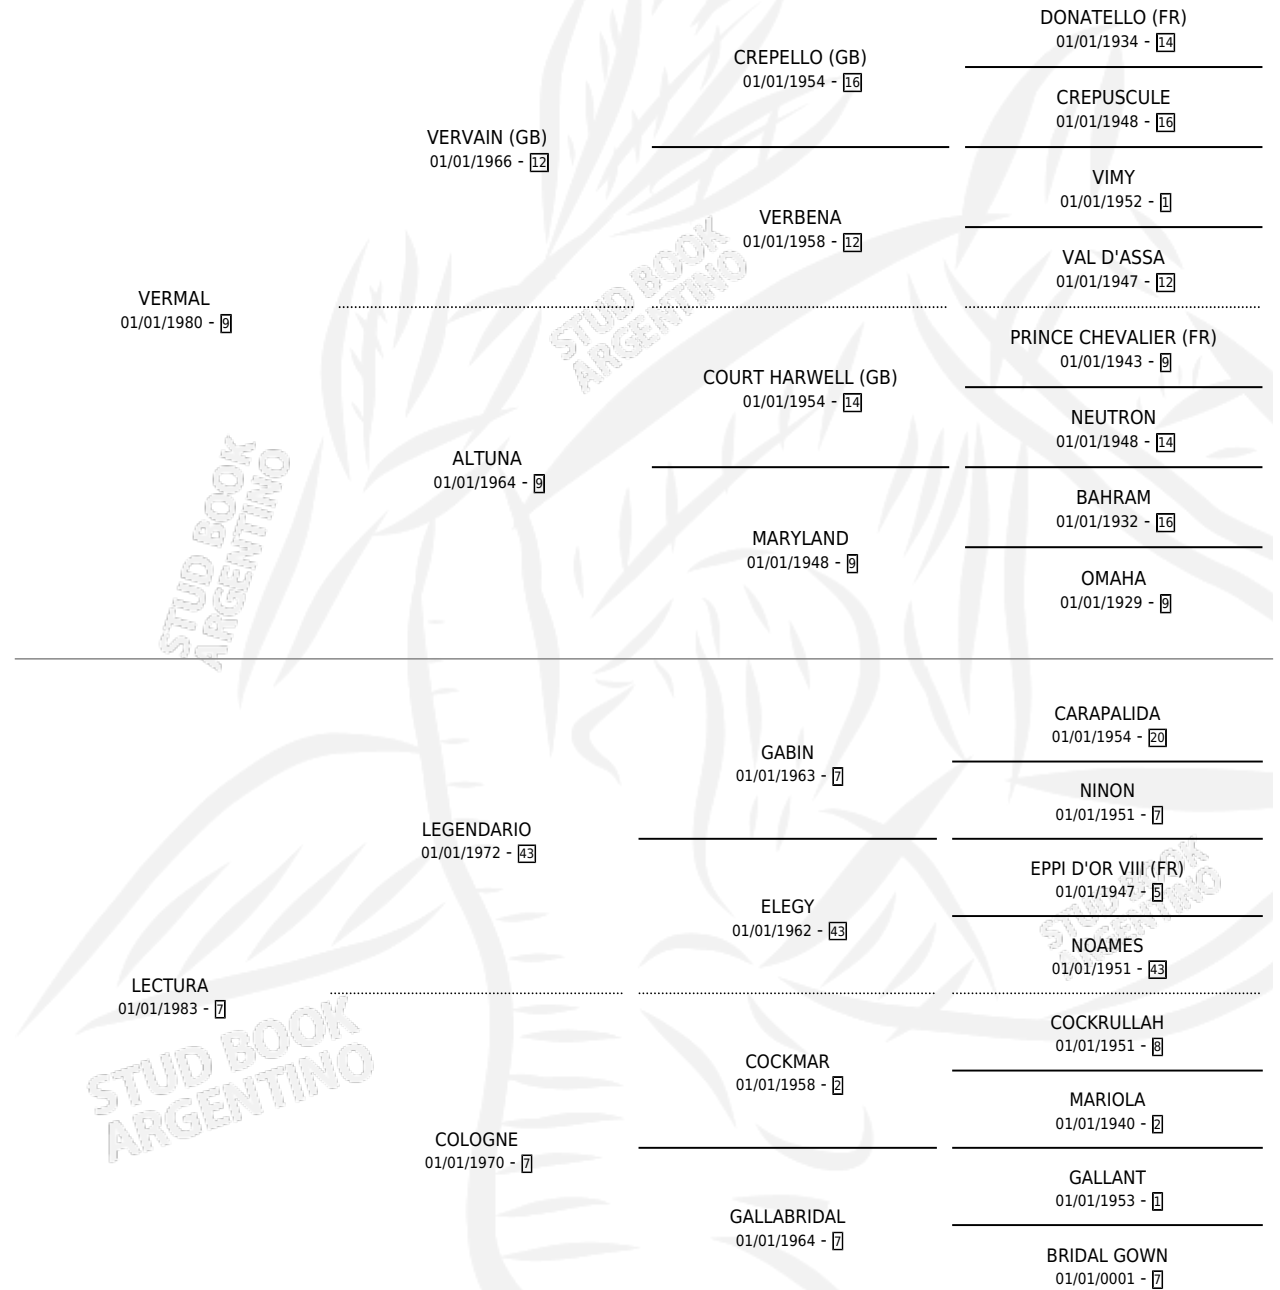 DONATELLO (FR)
01/01/1934 - 14
CREPELLO (GB)
01/01/1954 - 16
CREPUSCULE
01/01/1948 - 16
VERVAIN (GB)
01/01/1966 - 12
VIMY
01/01/1952 - 1
VERBENA
01/01/1958 - 12
VAL D'ASSA
01/01/1947 - 12
VERMAL
01/01/1980 - 9
STUD BOOK
ARGENTINO
PRINCE CHEVALIER (FR)
01/01/1943 - 9
COURT HARWELL (GB)
01/01/1954 - 14
NEUTRON
01/01/1948 - 14
ALTUNA
01/01/1964 - 9
BAHRAM
01/01/1932 - 16
MARYLAND
01/01/1948 - 9
OMAHA
01/01/1929 - 9
STUD BOOK
ARGENTINO
CARAPALIDA
01/01/1954 - 20
GABIN
01/01/1963 - 7
NINON
01/01/1951 - 7
LEGENDARIO
01/01/1972 - 43
EPPI D'OR VIII (FR)
01/01/1947 - 5
ELEGY
01/01/1962 - 43
STUD BOOK
ARGENTINO
NOAMES
01/01/1951 - 43
LECTURA
01/01/1983 - 7
COCKRULLAH
01/01/1951 - 8
COCKMAR
01/01/1958 - 2
STUD BOOK
ARGENTINO
MARIOLA
01/01/1940 - 2
COLOGNE
01/01/1970 - 7
GALLANT
01/01/1953 - 1
GALLABRIDAL
01/01/1964 - 7
BRIDAL GOWN
01/01/0001 - 7